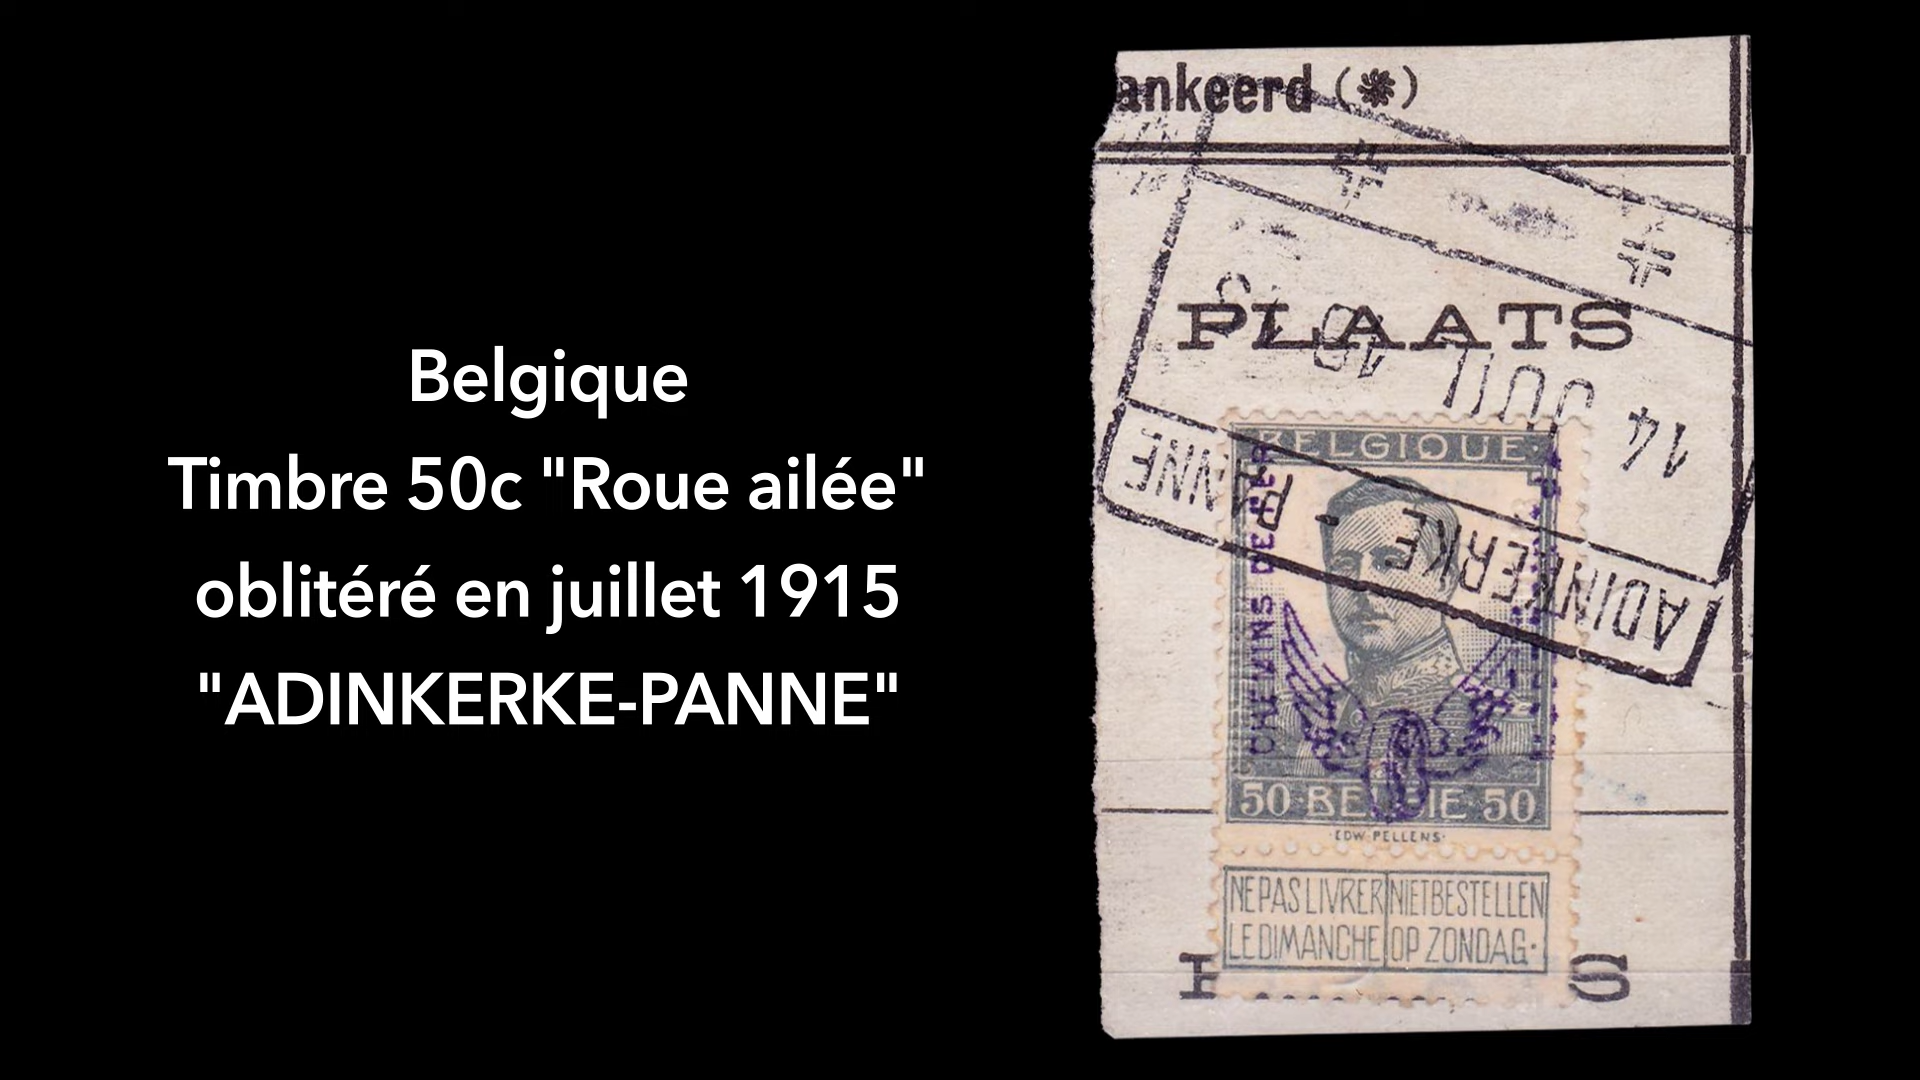 Belgique
Timbre 50c "Roue ailée"
oblitéré en juillet 1915
"ADINKERKE-PANNE"
ankeerd (*)
PLAATS
14 JUIL 1915
ADINKERKE - PANNE
BELGIQUE
CHEMINS DE FER
50·BELGIE·50
·EDW·PELLENS·
NE PAS LIVRER NIET BESTELLEN
LE DIMANCHE OP ZONDAG·